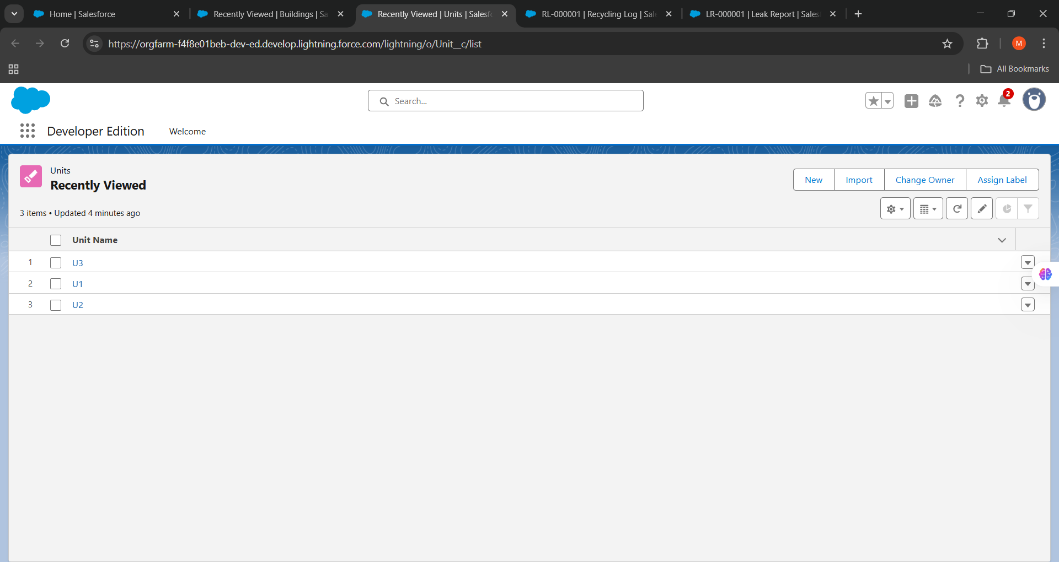 Home | Salesforce
Recently Viewed | Buildings | Sa
Recently Viewed | Units | Salesf
RL-000001 | Recycling Log | Sal
LR-000001 | Leak Report | Sales
https://orgfarm-f4f8e01beb-dev-ed.develop.lightning.force.com/lightning/o/Unit__c/list
M
All Bookmarks
Search...
2
Developer Edition
Welcome
Units
Recently Viewed
New
Import
Change Owner
Assign Label
3 items • Updated 4 minutes ago
Unit Name
1 U3
2 U1
3 U2